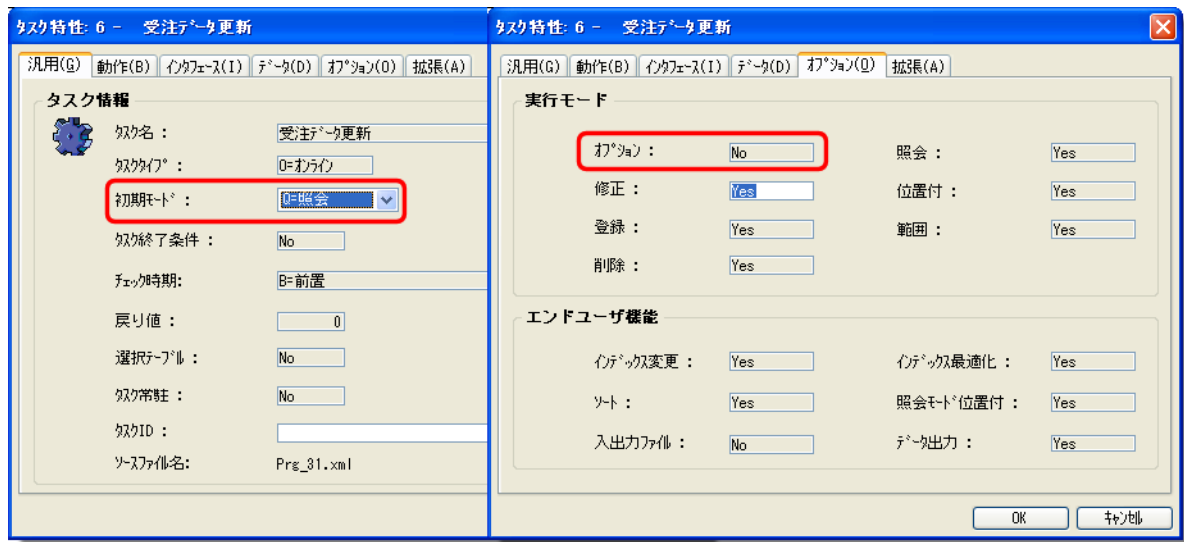 ﾀｽｸ特性: 6 - 受注ﾃﾞｰﾀ更新
汎用(G) 動作(B) ｲﾝﾀﾌｪｰｽ(I) ﾃﾞｰﾀ(D) ｵﾌﾟｼｮﾝ(O) 拡張(A)
タスク情報
ﾀｽｸ名： 受注ﾃﾞｰﾀ更新
ﾀｽｸﾀｲﾌﾟ： O=ｵﾝﾗｲﾝ
初期ﾓｰﾄﾞ： Q=照会
ﾀｽｸ終了条件： No
ﾁｪｯｸ時期: B=前置
戻り値： 0
選択ﾃｰﾌﾞﾙ： No
ﾀｽｸ常駐： No
ﾀｽｸID：
ｿｰｽﾌｧｲﾙ名: Prg_31.xml
ﾀｽｸ特性: 6 - 受注ﾃﾞｰﾀ更新
汎用(G) 動作(B) ｲﾝﾀﾌｪｰｽ(I) ﾃﾞｰﾀ(D) ｵﾌﾟｼｮﾝ(O) 拡張(A)
実行モード
ｵﾌﾟｼｮﾝ： No 照会： Yes
修正： Yes 位置付： Yes
登録： Yes 範囲： Yes
削除： Yes
エンドユーザ機能
ｲﾝﾃﾞｯｸｽ変更： Yes ｲﾝﾃﾞｯｸｽ最適化： Yes
ｿｰﾄ： Yes 照会ﾓｰﾄﾞ位置付： Yes
入出力ﾌｧｲﾙ： No ﾃﾞｰﾀ出力： Yes
OK ｷｬﾝｾﾙ